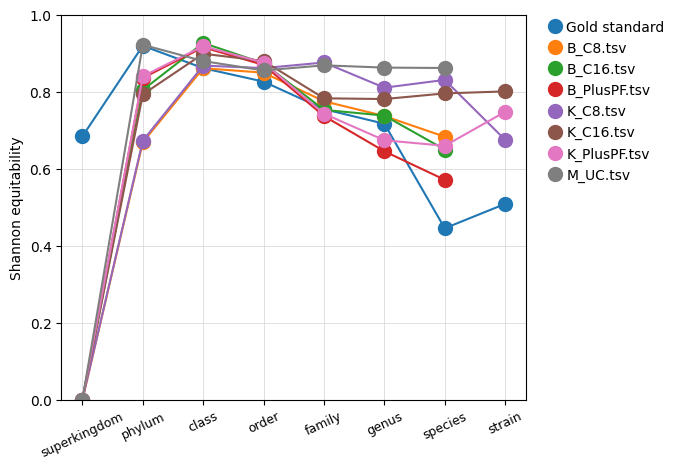 1.0
0.8
0.6
0.4
0.2
0.0
Shannon equitability
superkingdom
phylum
class
order
family
genus
species
strain
Gold standard
B_C8.tsv
B_C16.tsv
B_PlusPF.tsv
K_C8.tsv
K_C16.tsv
K_PlusPF.tsv
M_UC.tsv